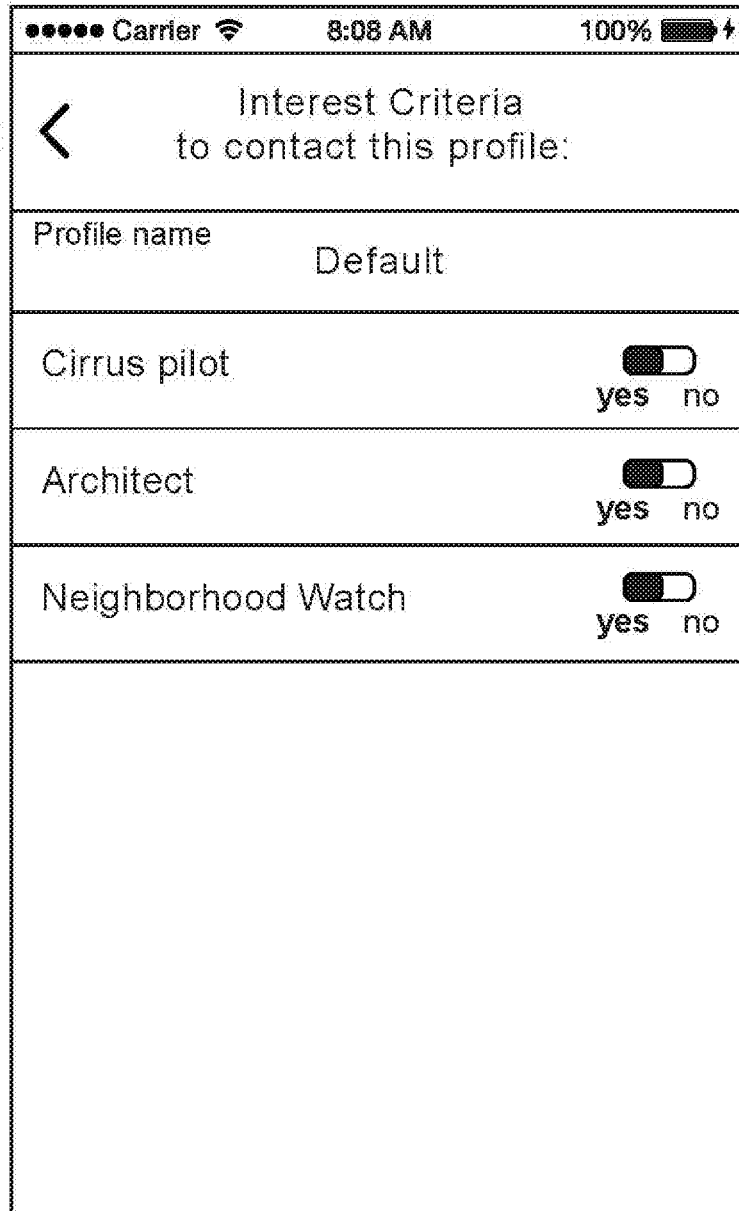 Carrier 8:08 AM 100%
Interest Criteria
to contact this profile:
Profile name
Default
Cirrus pilot
yes no
Architect
yes no
Neighborhood Watch
yes no